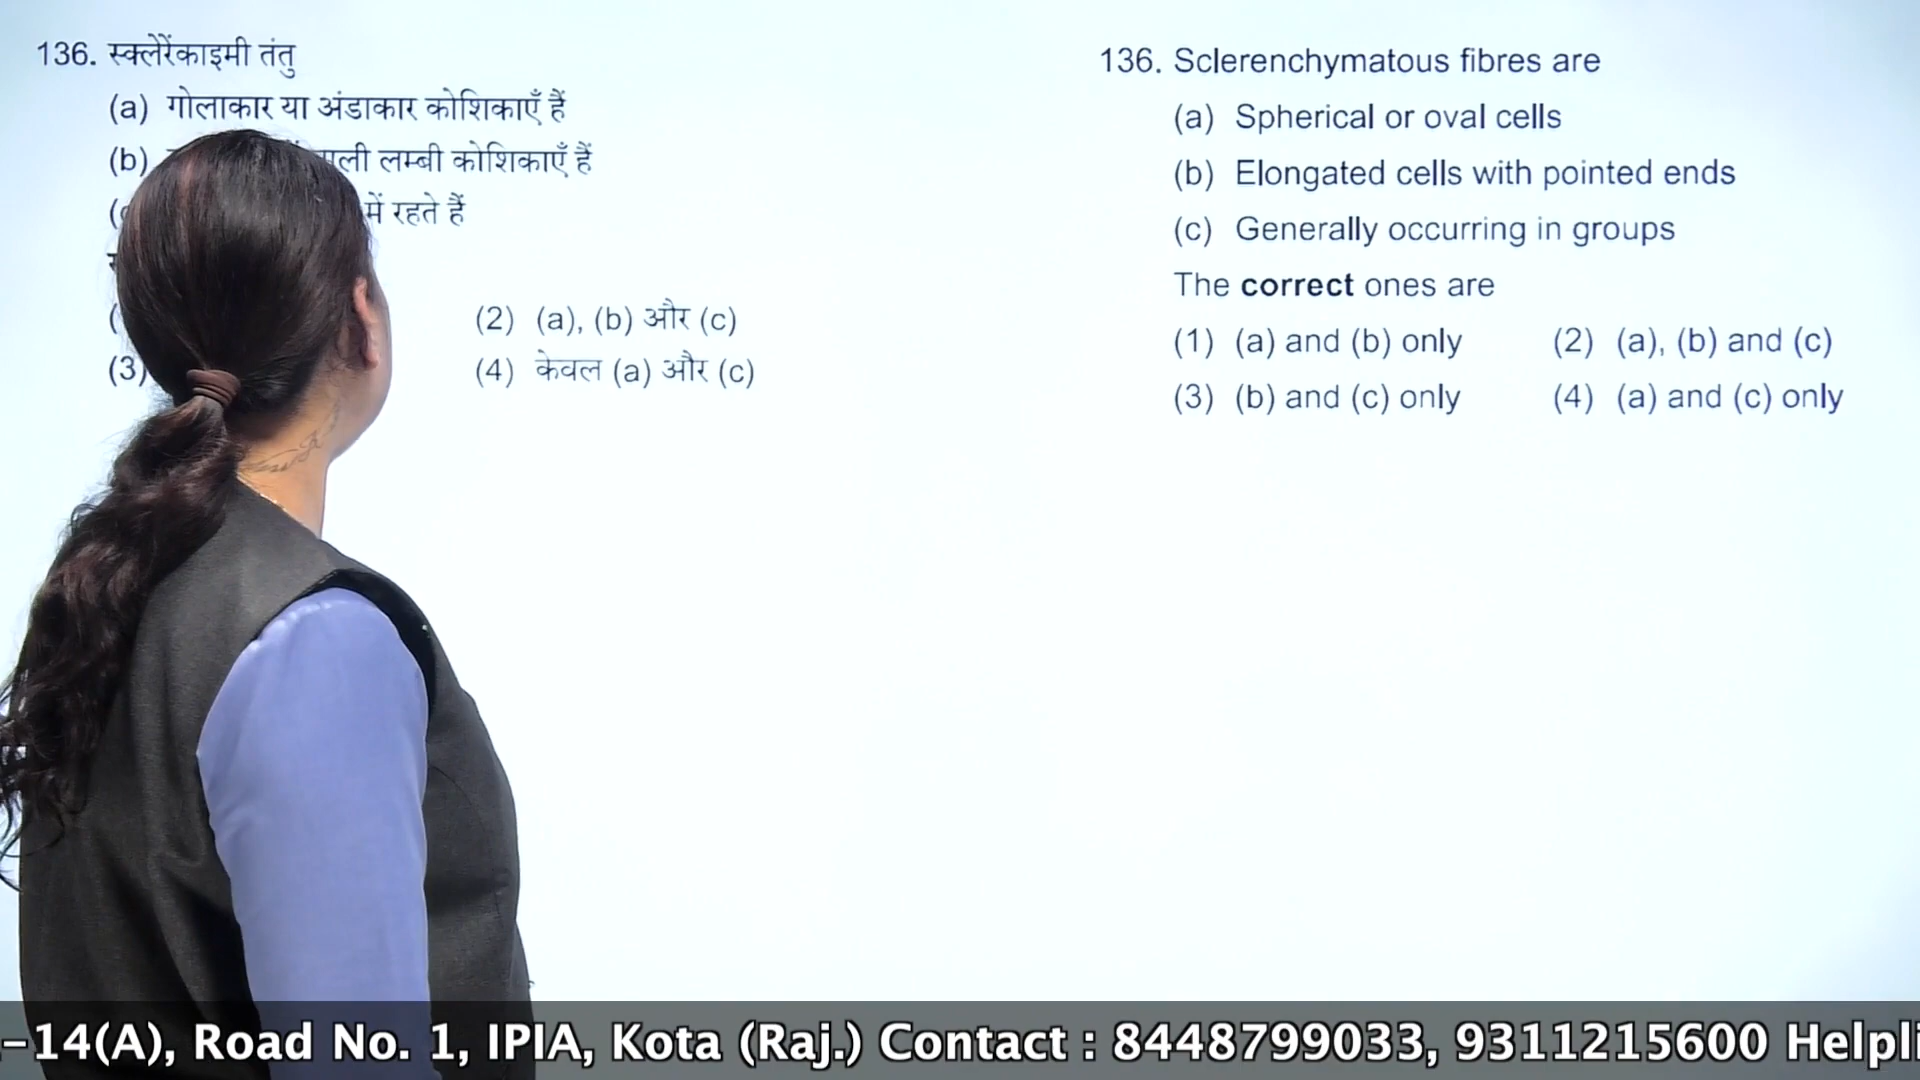 136. स्क्लेरेंकाइमी तंतु
(a) गोलाकार या अंडाकार कोशिकाएँ हैं
(b) लम्बी कोशिकाएँ हैं
में रहते हैं
(2) (a), (b) और (c)
(3)
(4) केवल (a) और (c)
136. Sclerenchymatous fibres are
(a) Spherical or oval cells
(b) Elongated cells with pointed ends
(c) Generally occurring in groups
The correct ones are
(1) (a) and (b) only (2) (a), (b) and (c)
(3) (b) and (c) only (4) (a) and (c) only
-14(A), Road No. 1, IPIA, Kota (Raj.) Contact : 8448799033, 9311215600